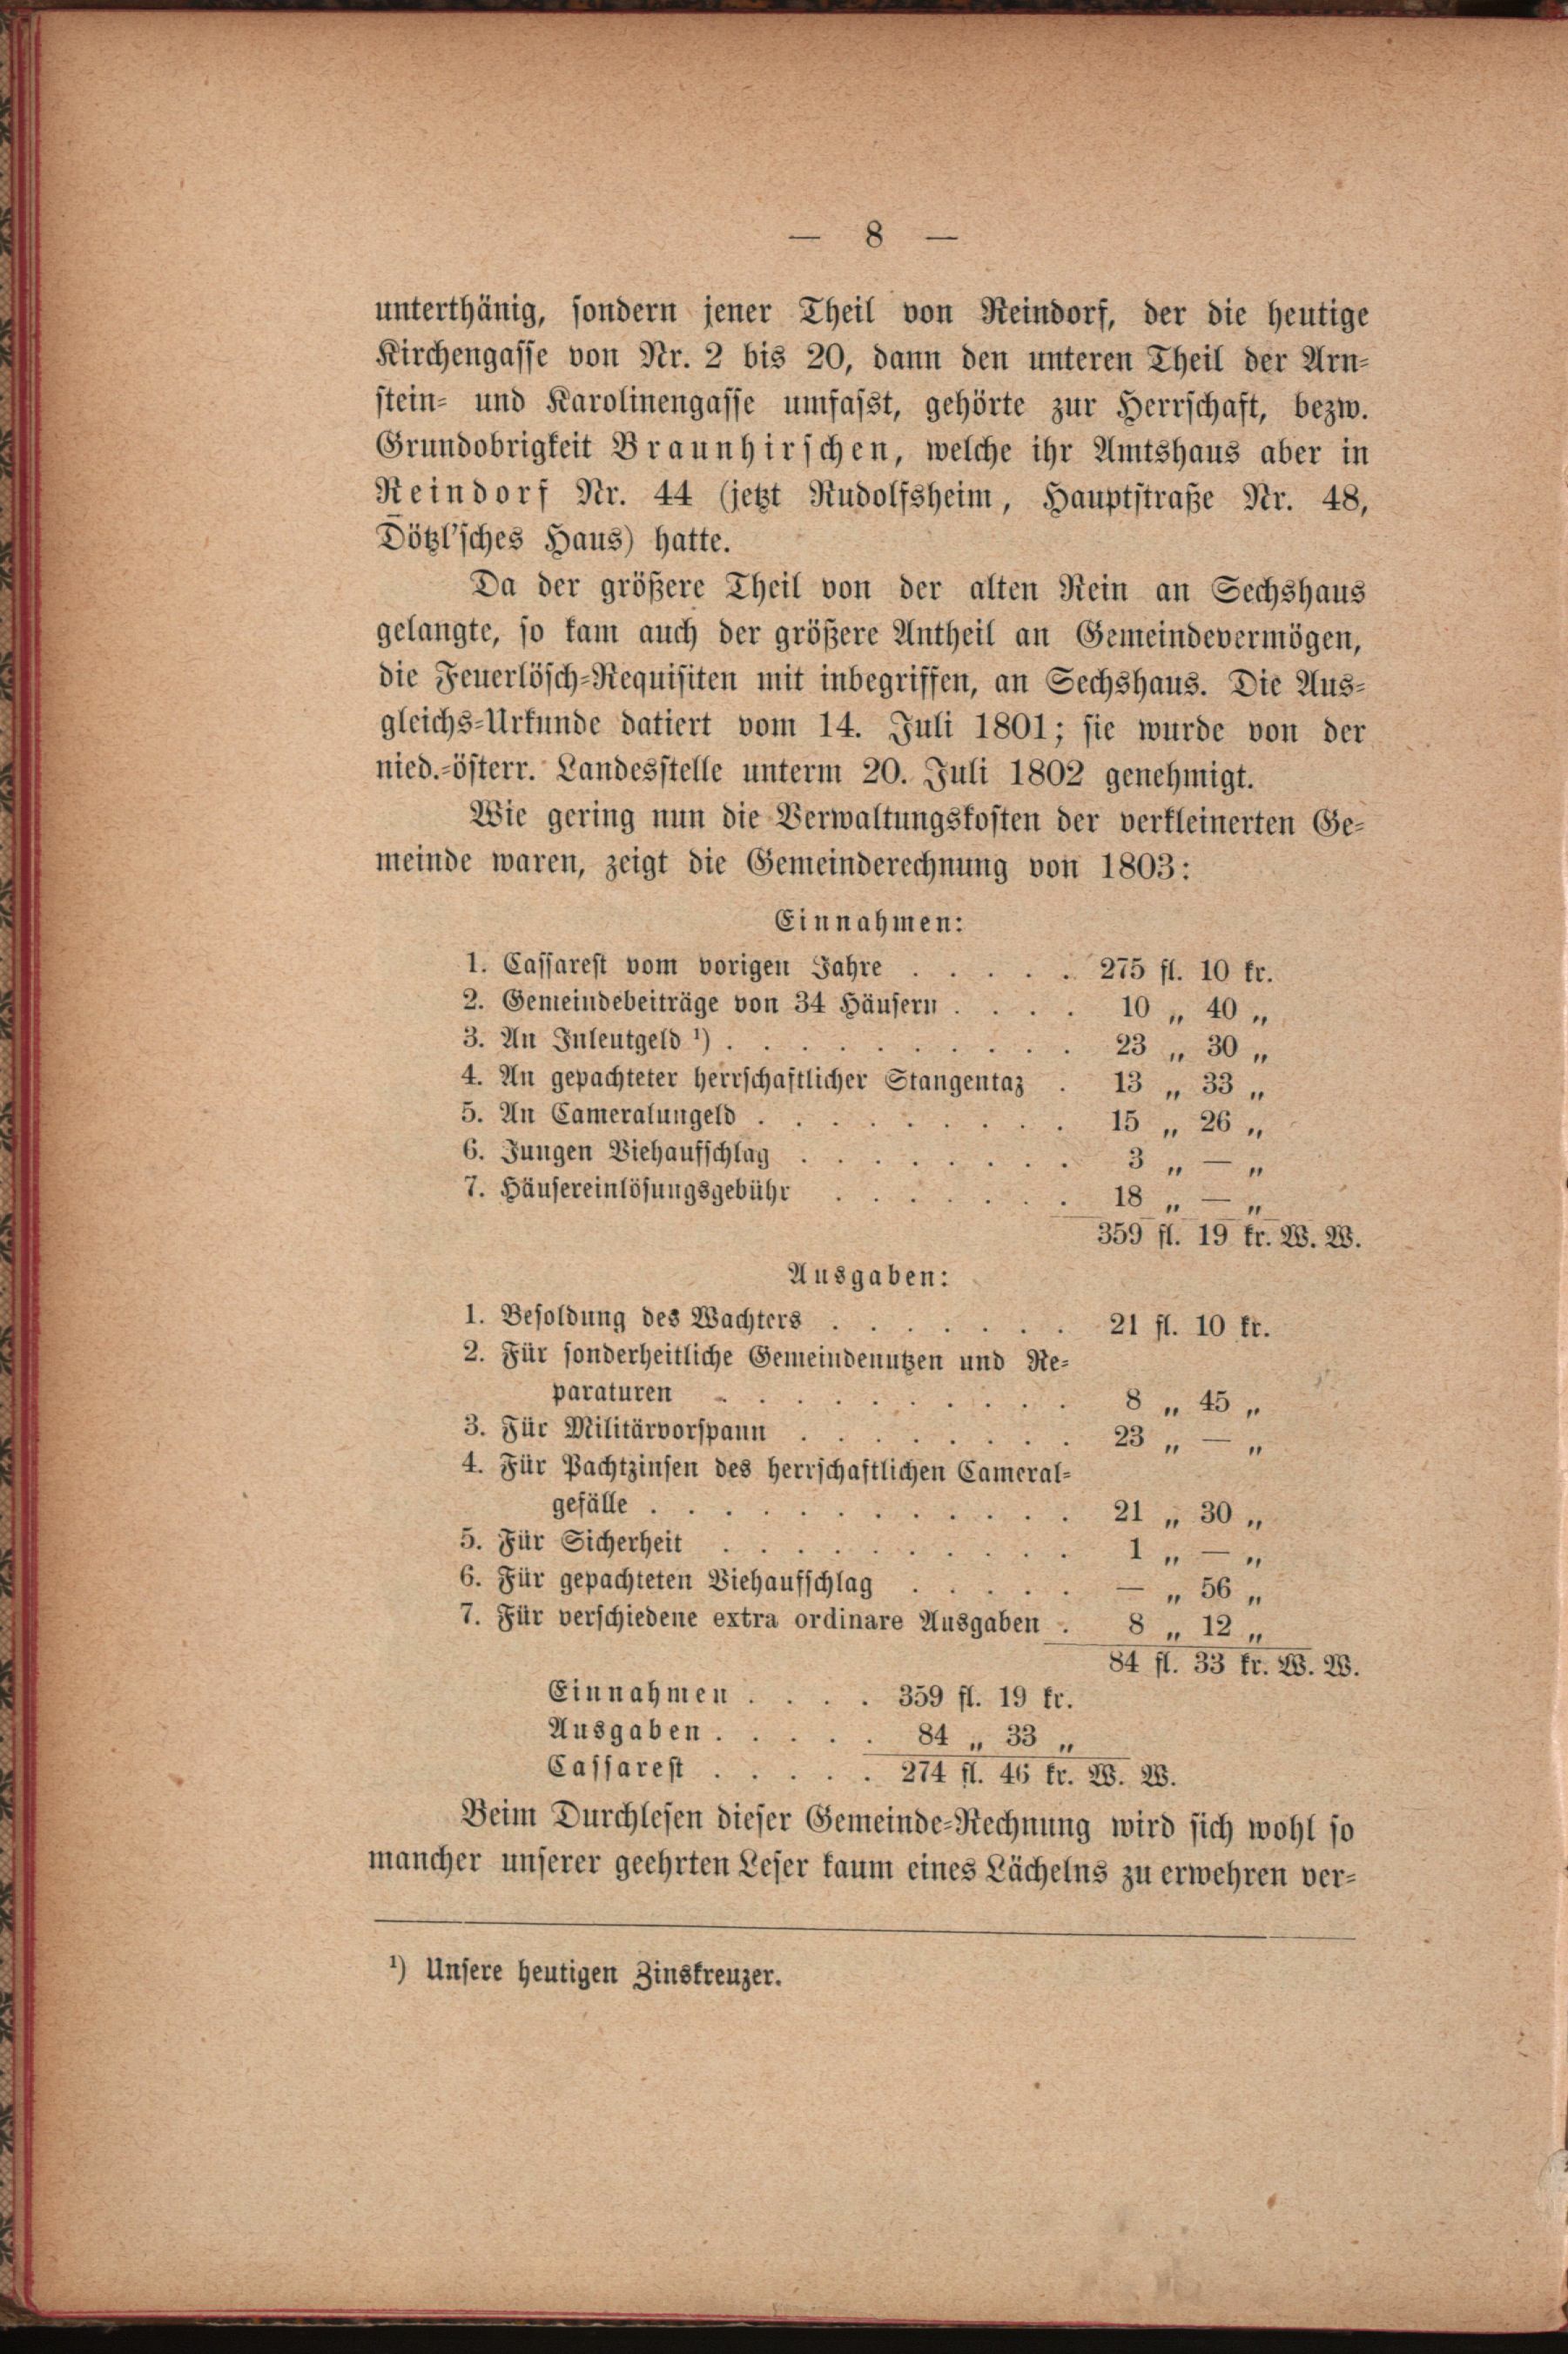 — 8 —
unterthänig, sondern jener Theil von Reindorf, der die heutige
Kirchengasse von Nr. 2 bis 20, dann den unteren Theil der Arn-
stein- und Karolinengasse umfasst, gehörte zur Herrschaft, bezw.
Grundobrigkeit Braunhirschen, welche ihr Amtshaus aber in
Reindorf Nr. 44 (jetzt Rudolfsheim, Hauptstraße Nr. 48,
Dötzl'sches Haus) hatte.
Da der größere Theil von der alten Rein an Sechshaus
gelangte, so kam auch der größere Antheil an Gemeindevermögen,
die Feuerlösch-Requisiten mit inbegriffen, an Sechshaus. Die Aus-
gleichs-Urkunde datiert vom 14. Juli 1801; sie wurde von der
nied.-österr. Landesstelle unterm 20. Juli 1802 genehmigt.
Wie gering nun die Verwaltungskosten der verkleinerten Ge-
meinde waren, zeigt die Gemeinderechnung von 1803:
Einnahmen:
1. Cassarest vom vorigen Jahre . . . . . 275 fl. 10 kr.
2. Gemeindebeiträge von 34 Häusern . . . . 10 „ 40 „
3. An Inleutgeld ¹) . . . . . . . . . . 23 „ 30 „
4. An gepachteter herrschaftlicher Stangentaz . 13 „ 33 „
5. An Cameralungeld . . . . . . . . . 15 „ 26 „
6. Jungen Viehaufschlag . . . . . . . . 3 „ — „
7. Häusereinlösungsgebühr . . . . . . . 18 „ — „
359 fl. 19 kr. W. W.
Ausgaben:
1. Besoldung des Wachters . . . . . . . 21 fl. 10 kr.
2. Für sonderheitliche Gemeindenutzen und Re-
paraturen . . . . . . . . . . 8 „ 45 „
3. Für Militärvorspann . . . . . . . . 23 „ — „
4. Für Pachtzinsen des herrschaftlichen Cameral-
gefälle . . . . . . . . . . . . 21 „ 30 „
5. Für Sicherheit . . . . . . . . . . 1 „ — „
6. Für gepachteten Viehaufschlag . . . . . — „ 56 „
7. Für verschiedene extra ordinare Ausgaben . 8 „ 12 „
84 fl. 33 kr. W. W.
Einnahmen . . . . 359 fl. 19 kr.
Ausgaben . . . . . 84 „ 33 „
Cassarest . . . . . 274 fl. 46 kr. W. W.
Beim Durchlesen dieser Gemeinde-Rechnung wird sich wohl so
mancher unserer geehrten Leser kaum eines Lächelns zu erwehren ver-
¹) Unsere heutigen Zinskreuzer.